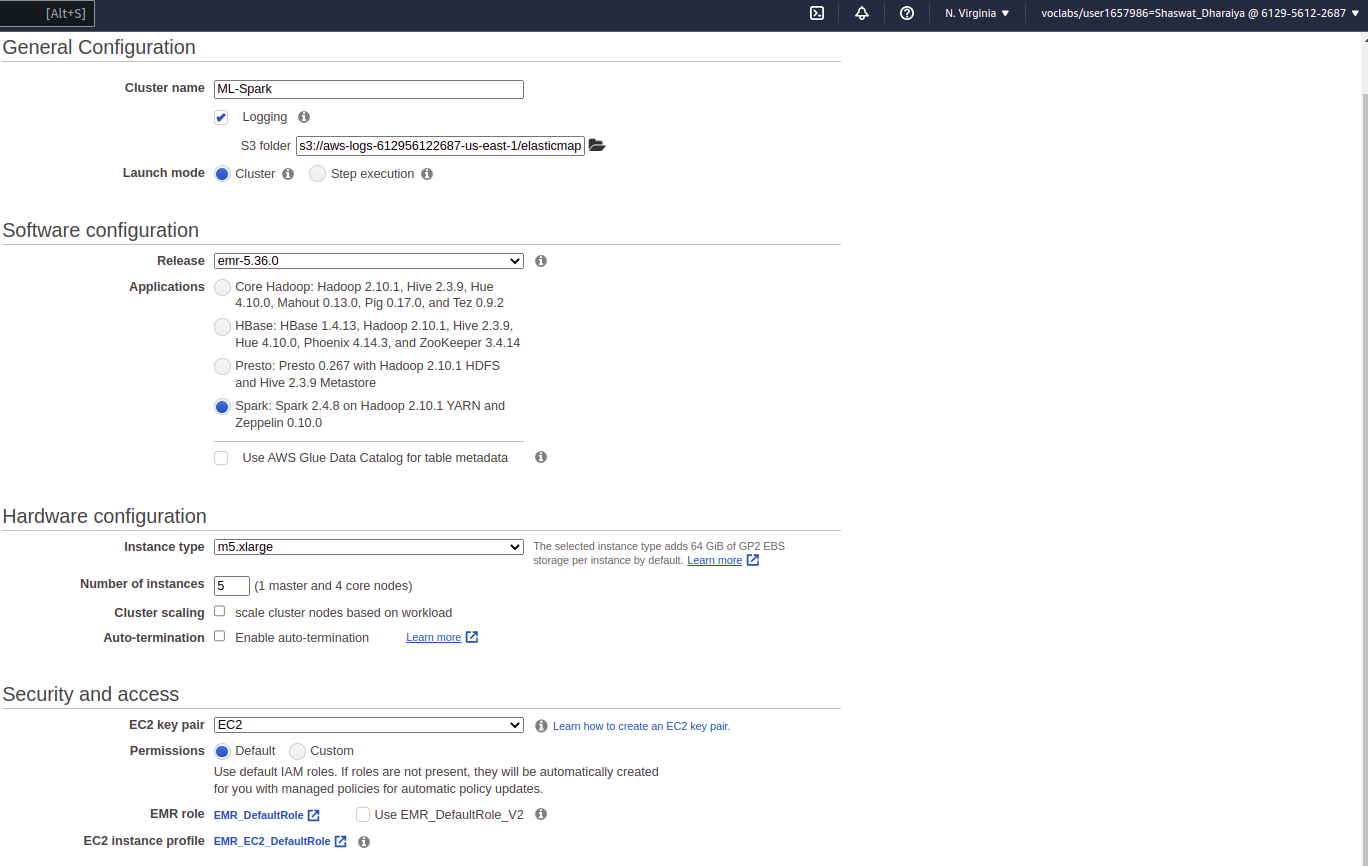 [Alt+S] N. Virginia voclabs/user1657986=Shaswat_Dharaiya @ 6129-5612-2687
General Configuration
Cluster name ML-Spark
Logging
S3 folder s3://aws-logs-612956122687-us-east-1/elasticmap
Launch mode Cluster Step execution
Software configuration
Release emr-5.36.0
Applications Core Hadoop: Hadoop 2.10.1, Hive 2.3.9, Hue
4.10.0, Mahout 0.13.0, Pig 0.17.0, and Tez 0.9.2
HBase: HBase 1.4.13, Hadoop 2.10.1, Hive 2.3.9,
Hue 4.10.0, Phoenix 4.14.3, and ZooKeeper 3.4.14
Presto: Presto 0.267 with Hadoop 2.10.1 HDFS
and Hive 2.3.9 Metastore
Spark: Spark 2.4.8 on Hadoop 2.10.1 YARN and
Zeppelin 0.10.0
Use AWS Glue Data Catalog for table metadata
Hardware configuration
Instance type m5.xlarge The selected instance type adds 64 GiB of GP2 EBS
storage per instance by default. Learn more
Number of instances 5 (1 master and 4 core nodes)
Cluster scaling scale cluster nodes based on workload
Auto-termination Enable auto-termination Learn more
Security and access
EC2 key pair EC2 Learn how to create an EC2 key pair.
Permissions Default Custom
Use default IAM roles. If roles are not present, they will be automatically created
for you with managed policies for automatic policy updates.
EMR role EMR_DefaultRole Use EMR_DefaultRole_V2
EC2 instance profile EMR_EC2_DefaultRole